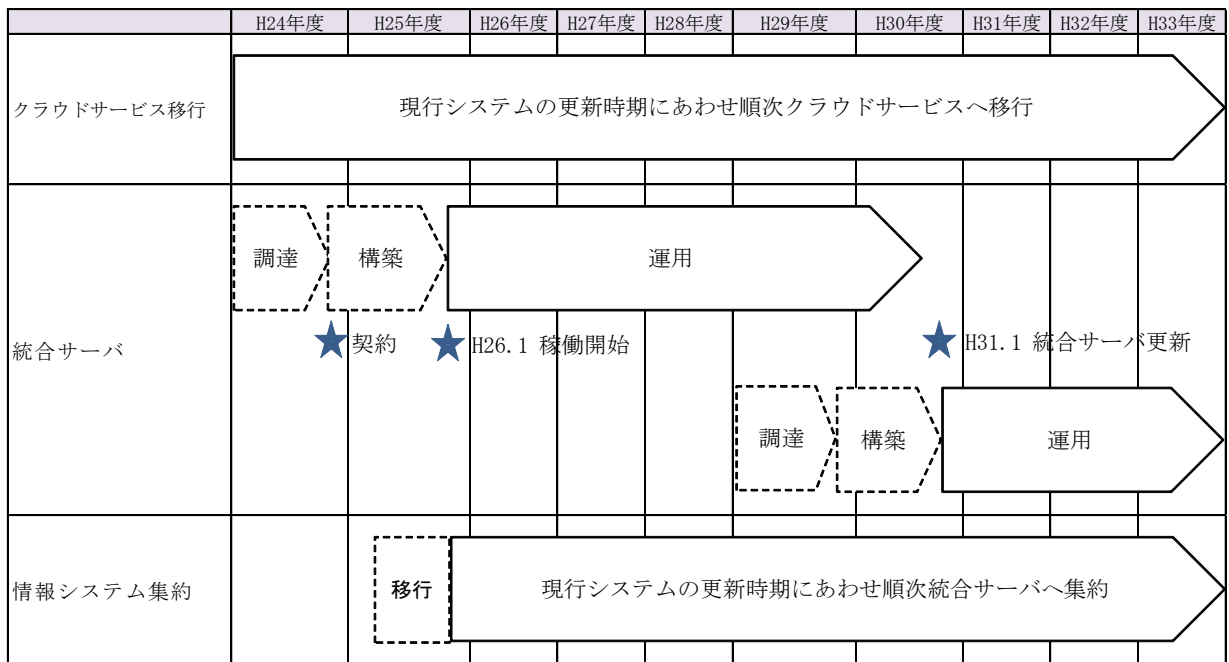 H24年度 H25年度 H26年度 H27年度 H28年度 H29年度 H30年度 H31年度 H32年度 H33年度
クラウドサービス移行
現行システムの更新時期にあわせ順次クラウドサービスへ移行
調達 構築 運用
統合サーバ
契約 H26.1 稼働開始 H31.1 統合サーバ更新
調達 構築 運用
情報システム集約
移行 現行システムの更新時期にあわせ順次統合サーバへ集約